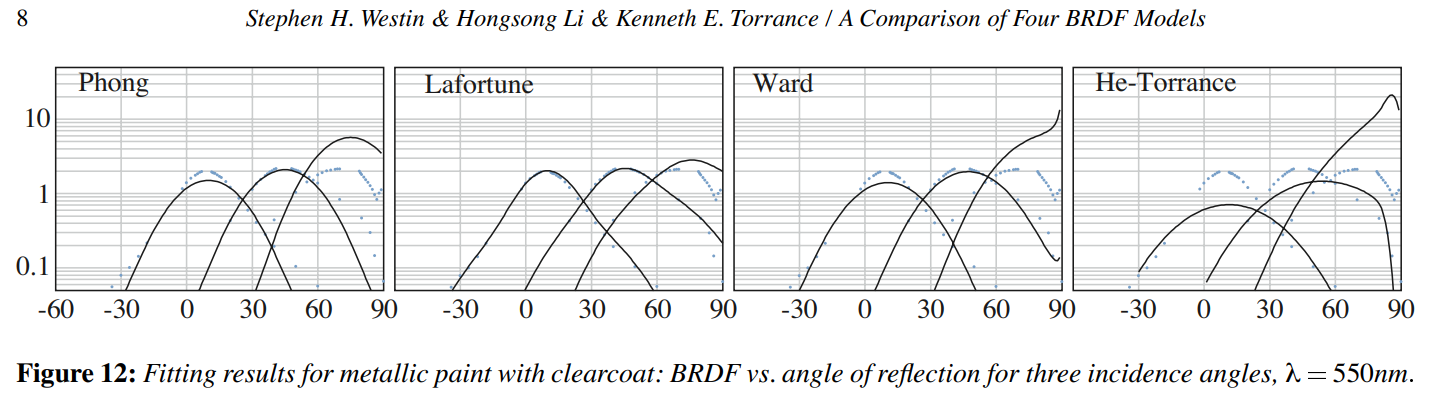 8 Stephen H. Westin & Hongsong Li & Kenneth E. Torrance / A Comparison of Four BRDF Models
Phong Lafortune Ward He-Torrance
10
1
0.1
-60 -30 0 30 60 90 -30 0 30 60 90 -30 0 30 60 90 -30 0 30 60 90
Figure 12: Fitting results for metallic paint with clearcoat: BRDF vs. angle of reflection for three incidence angles, λ = 550nm.